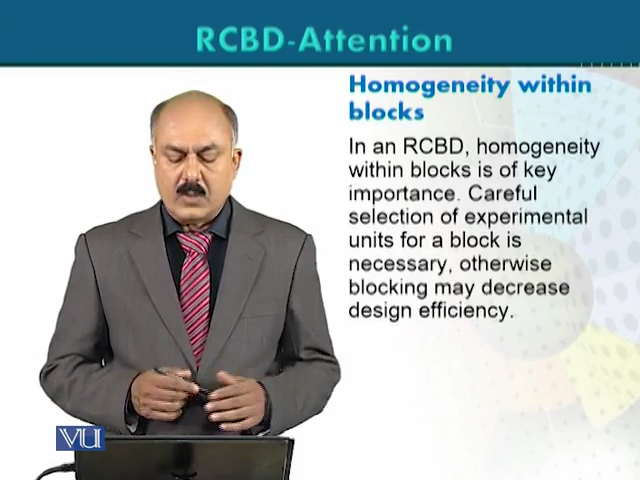 RCBD-Attention
Homogeneity within
blocks
In an RCBD, homogeneity
within blocks is of key
importance. Careful
selection of experimental
units for a block is
necessary, otherwise
blocking may decrease
design efficiency.
VU